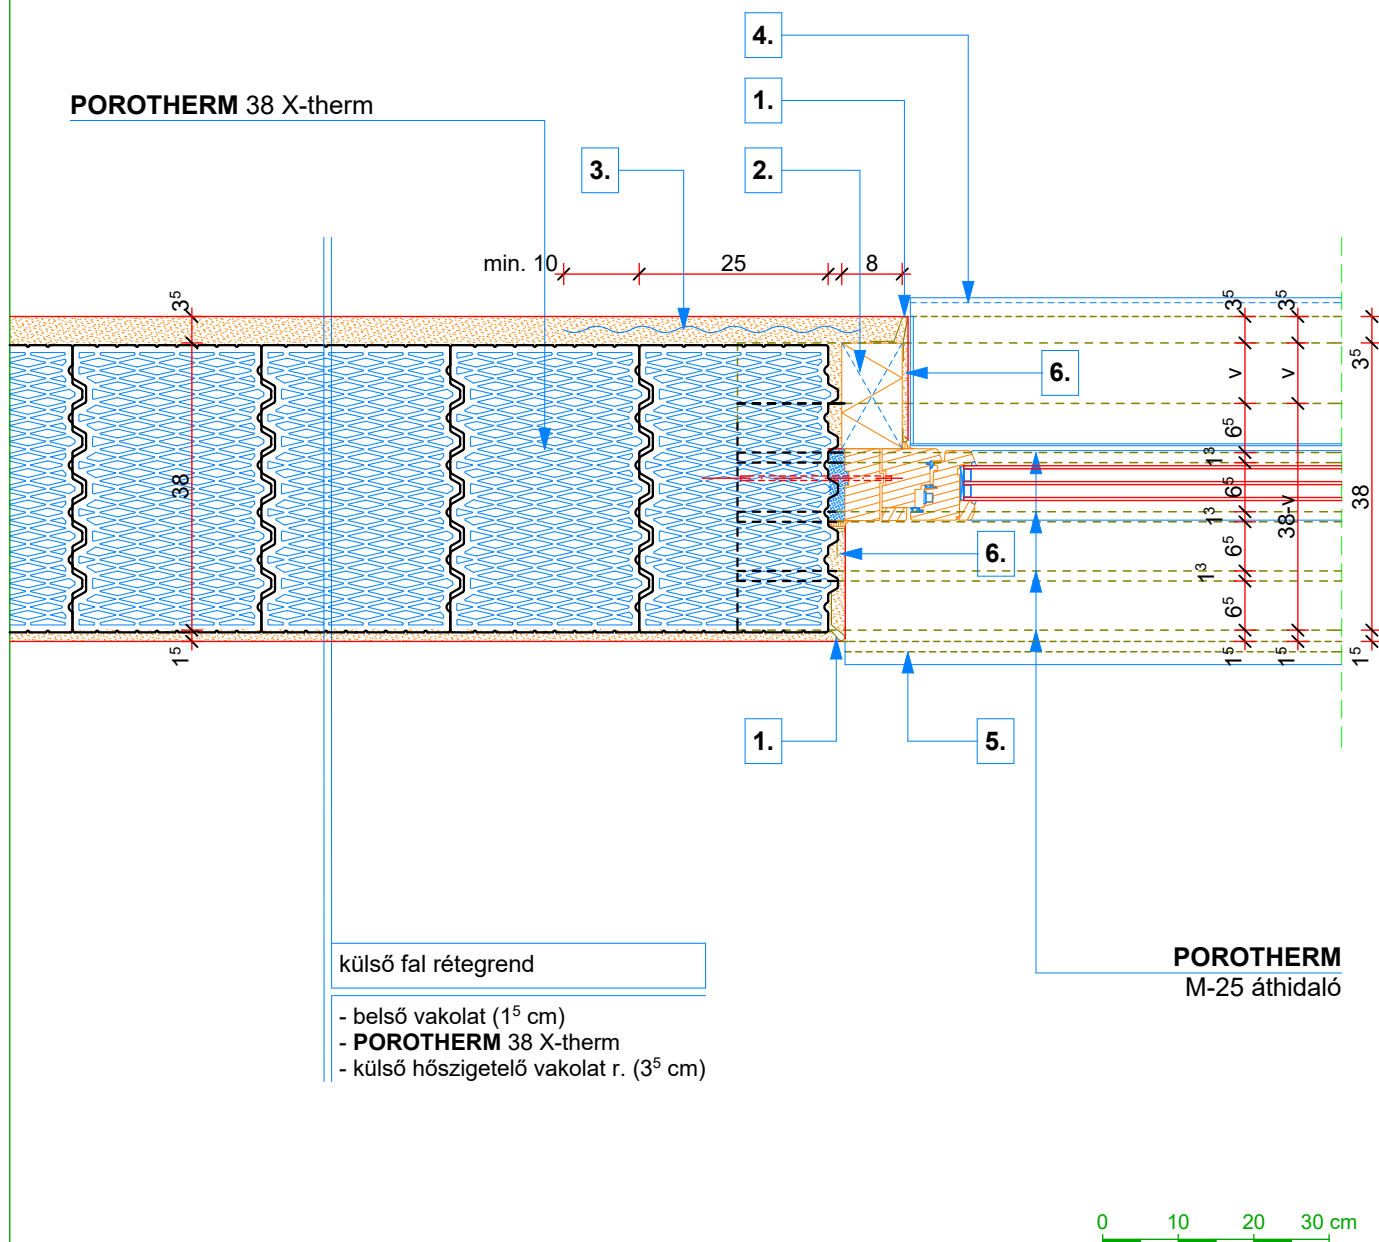 4.
POROTHERM 38 X-therm
1.
3.
2.
min. 10
25
8
3⁵
3⁵
3⁵
3⁵
6.
v
v
6⁵
1³
38
6⁵
38-v
38
1³
6.
6⁵
1³
6⁵
1⁵
1⁵
1⁵
1⁵
1.
5.
külső fal rétegrend
POROTHERM
M-25 áthidaló
- belső vakolat (1⁵ cm)
- POROTHERM 38 X-therm
- külső hőszigetelő vakolat r. (3⁵ cm)
0 10 20 30 cm